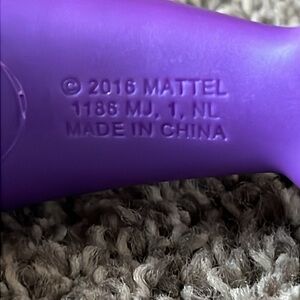 © 2016 MATTEL
1186 MJ, 1, NL
MADE IN CHINA